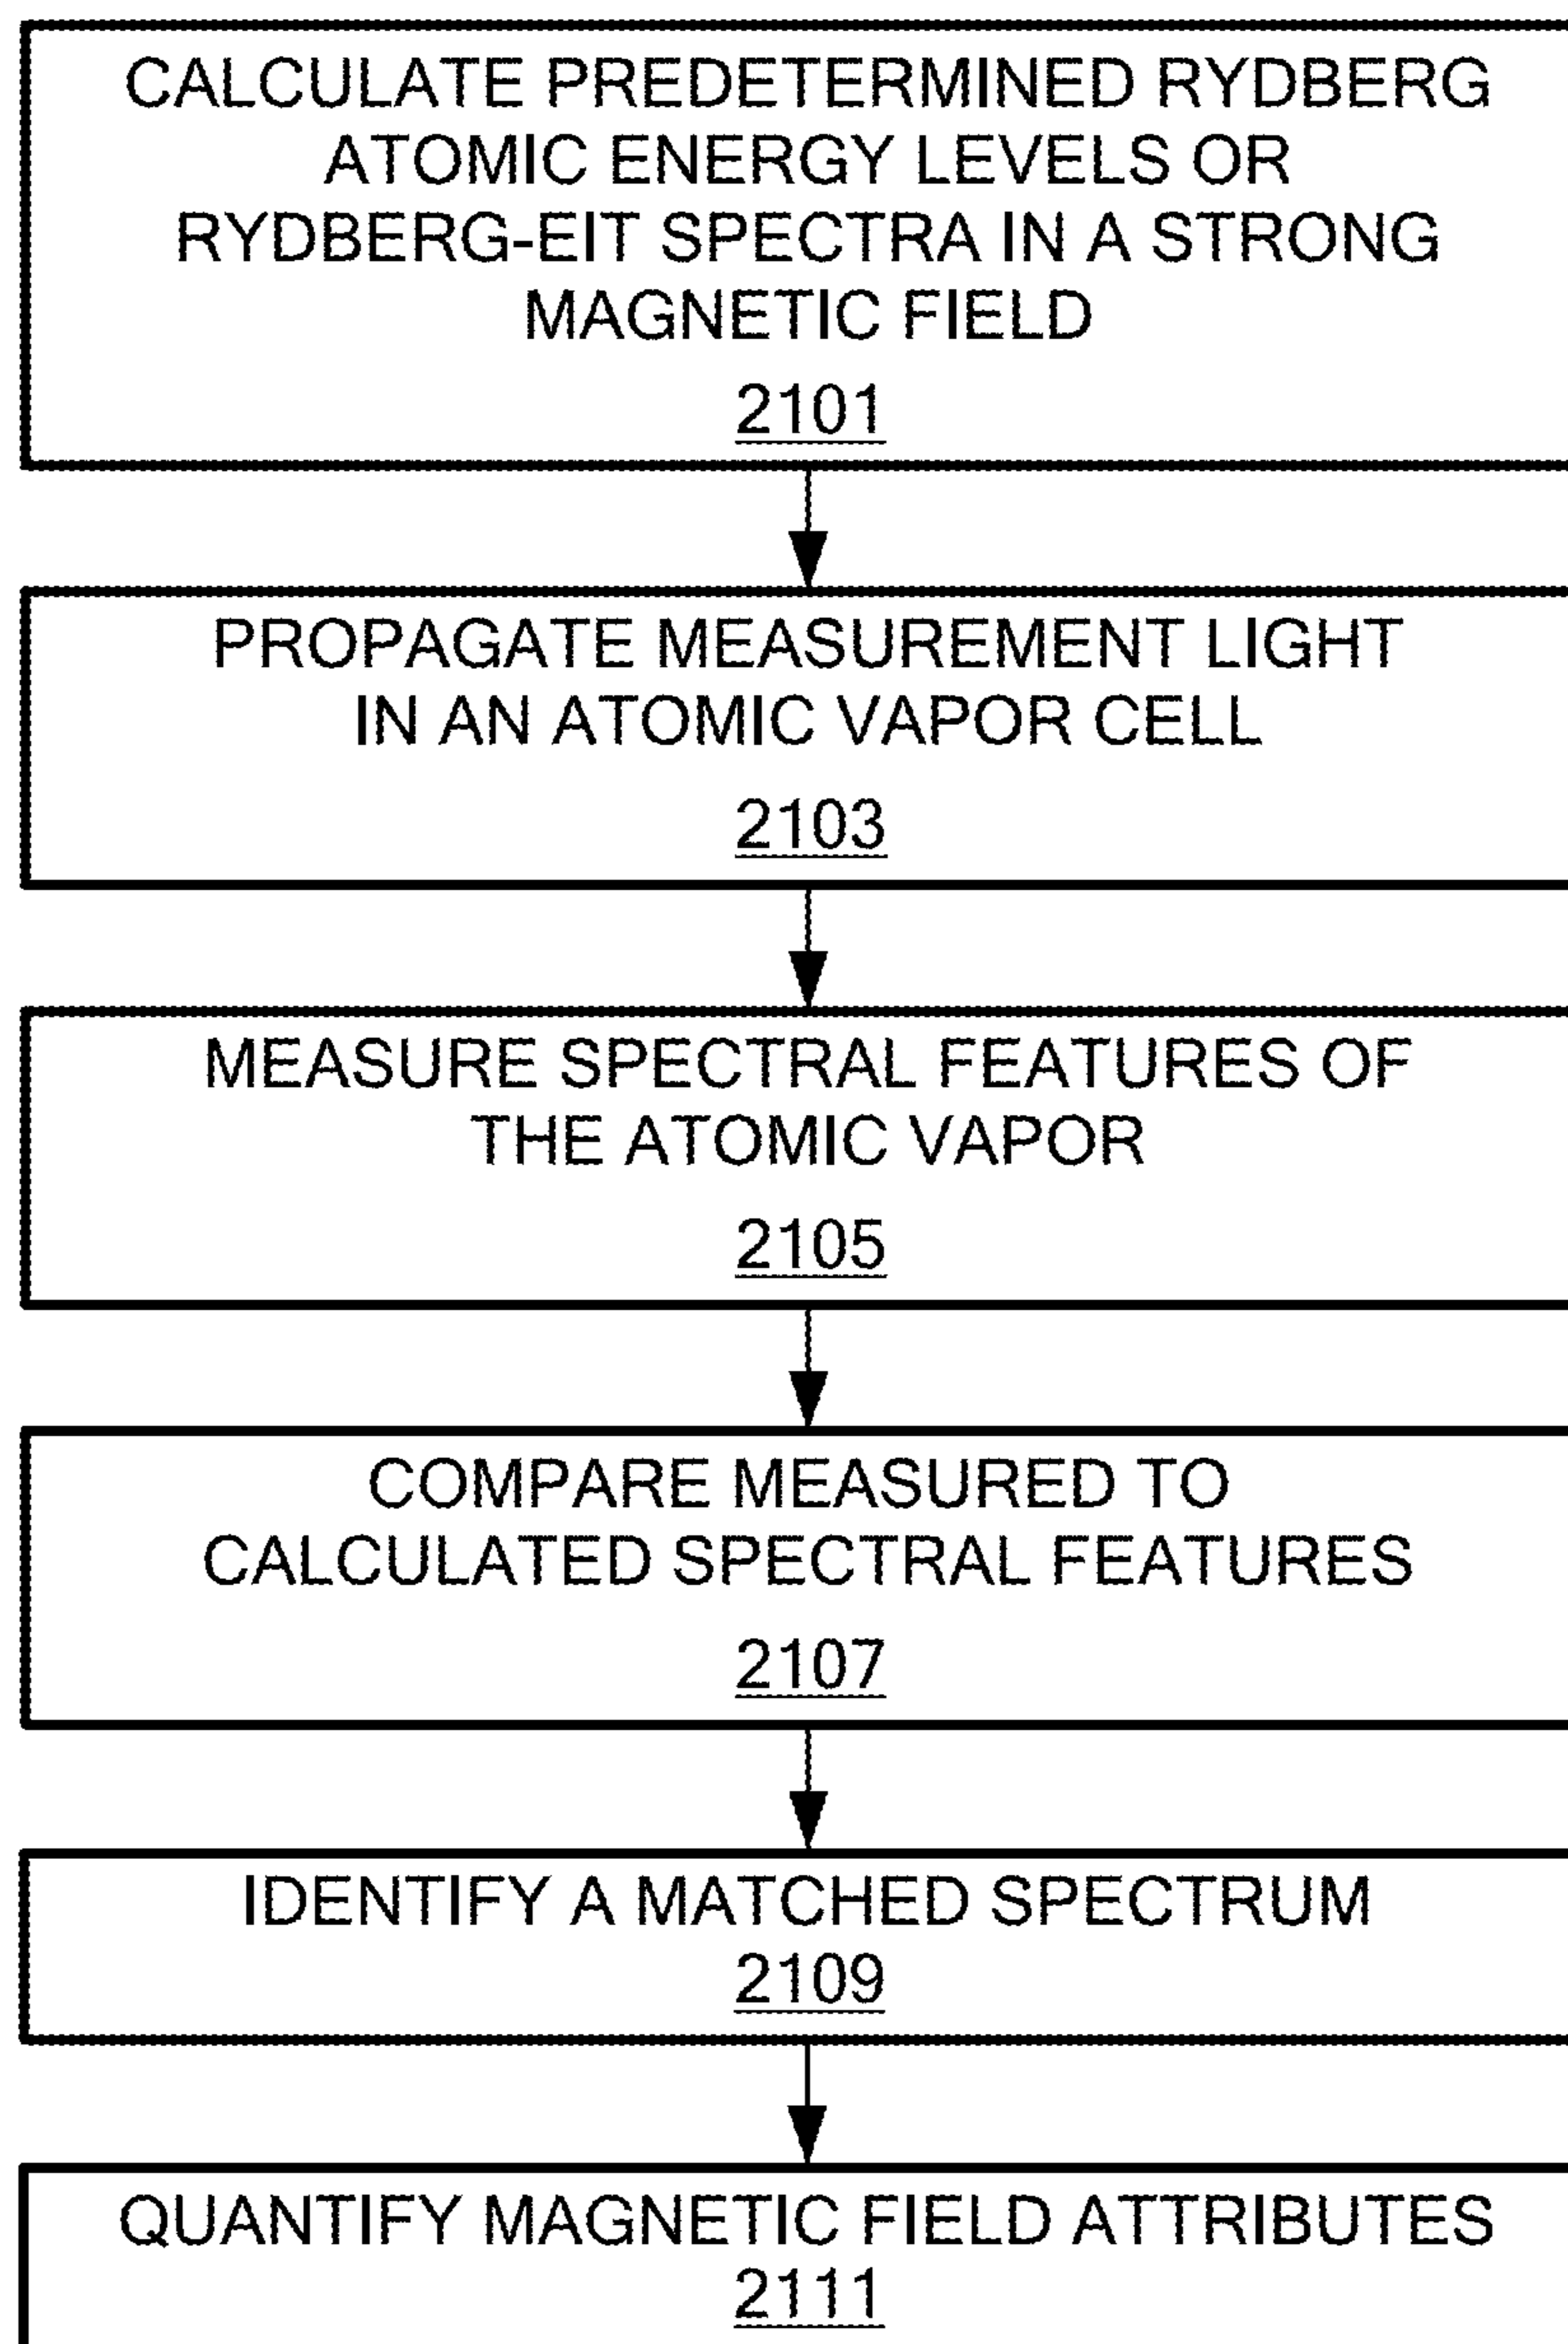 CALCULATE PREDETERMINED RYDBERG
ATOMIC ENERGY LEVELS OR
RYDBERG-EIT SPECTRA IN A STRONG
MAGNETIC FIELD
2101
PROPAGATE MEASUREMENT LIGHT
IN AN ATOMIC VAPOR CELL
2103
MEASURE SPECTRAL FEATURES OF
THE ATOMIC VAPOR
2105
COMPARE MEASURED TO
CALCULATED SPECTRAL FEATURES
2107
IDENTIFY A MATCHED SPECTRUM
2109
QUANTIFY MAGNETIC FIELD ATTRIBUTES
2111